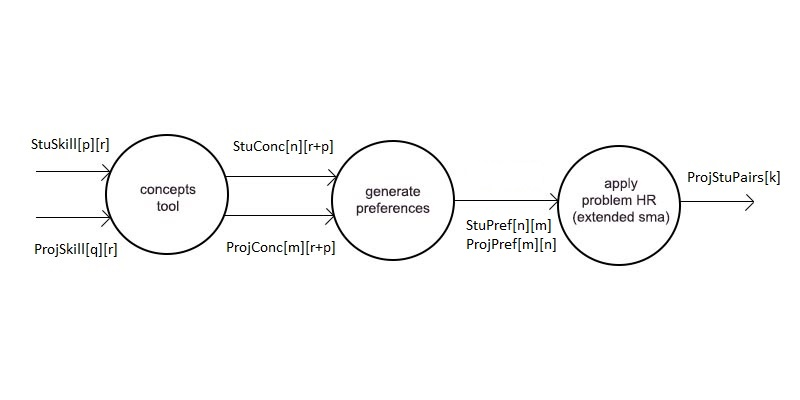 StuSkill[p][r]
ProjSkill[q][r]
concepts
tool
StuConc[n][r+p]
ProjConc[m][r+p]
generate
preferences
StuPref[n][m]
ProjPref[m][n]
apply
problem HR
(extended sma)
ProjStuPairs[k]